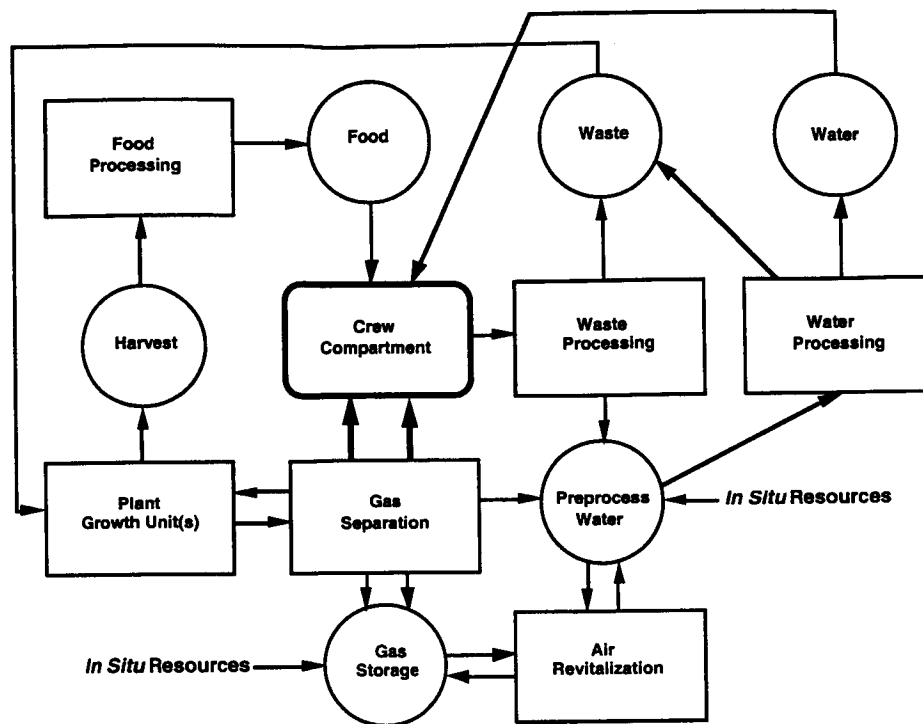 Food
Processing
Food
Waste
Water
Harvest
Crew
Compartment
Waste
Processing
Water
Processing
Plant
Growth Unit(s)
Gas
Separation
Preprocess
Water
In Situ Resources
In Situ Resources
Gas
Storage
Air
Revitalization